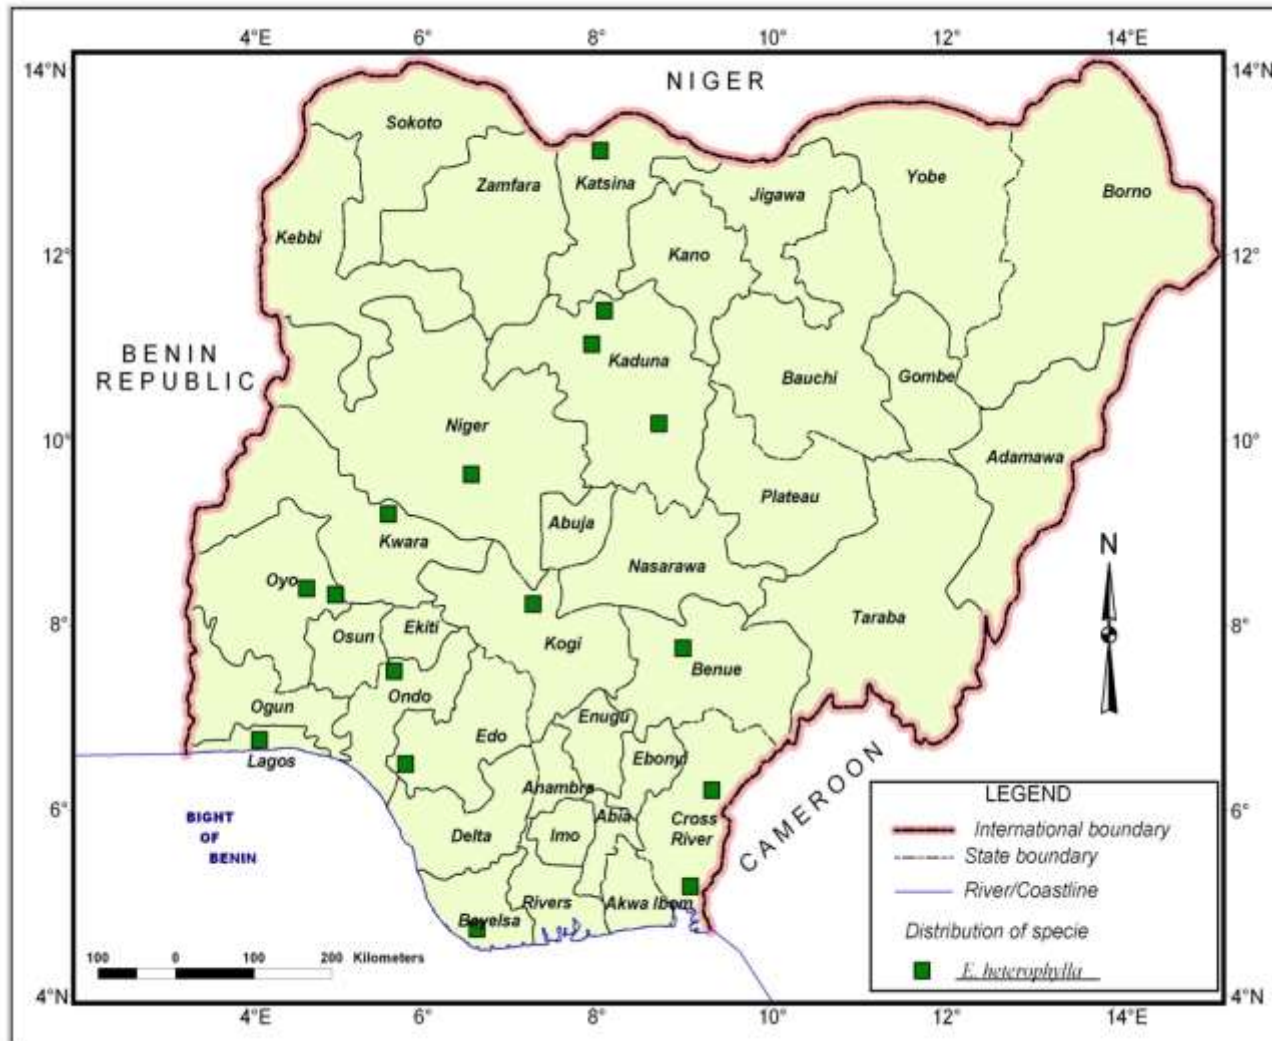 4°E 6° 8° 10° 12° 14°E
14°N
14°N
NIGER
Sokoto
Zamfara
Katsina
Jigawa
Yobe
Borno
Kebbi
Kano
12°
12°
BENIN
REPUBLIC
Kaduna
Bauchi
Gombe
Niger
10°
10°
Adamawa
Plateau
Abuja
Kwara
Nasarawa
N
Oyo
Taraba
8°
8°
Osun
Ekiti
Kogi
Benue
Ondo
Ogun
Enugu
Edo
Lagos
Ebonyi
Anambra
CAMEROON
6°
6°
Abia
Cross
River
BIGHT
OF
BENIN
Delta
Imo
Rivers
Akwa Ibom
Bayelsa
LEGEND
International boundary
State boundary
River/Coastline
Distribution of specie
E. heterophylla
100 0 100 200 Kilometers
4°N
4°N
4°E 6° 8° 10° 12° 14°E